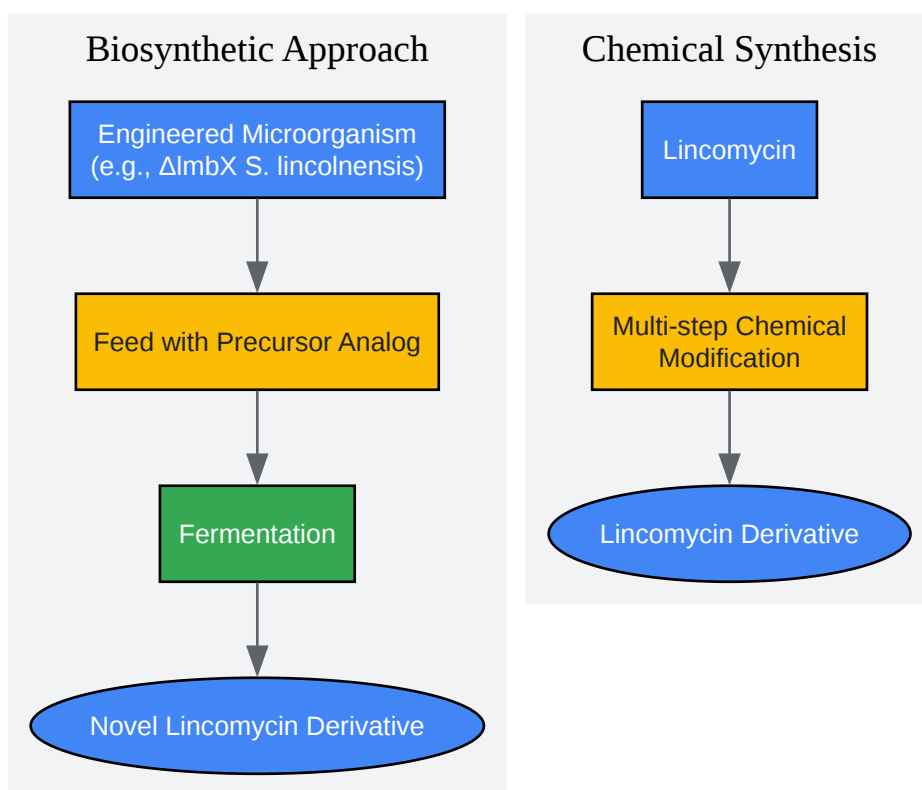 Biosynthetic Approach
Engineered Microorganism
(e.g., ΔlmbX S. lincolnensis)
Feed with Precursor Analog
Fermentation
Novel Lincomycin Derivative
Chemical Synthesis
Lincomycin
Multi-step Chemical
Modification
Lincomycin Derivative